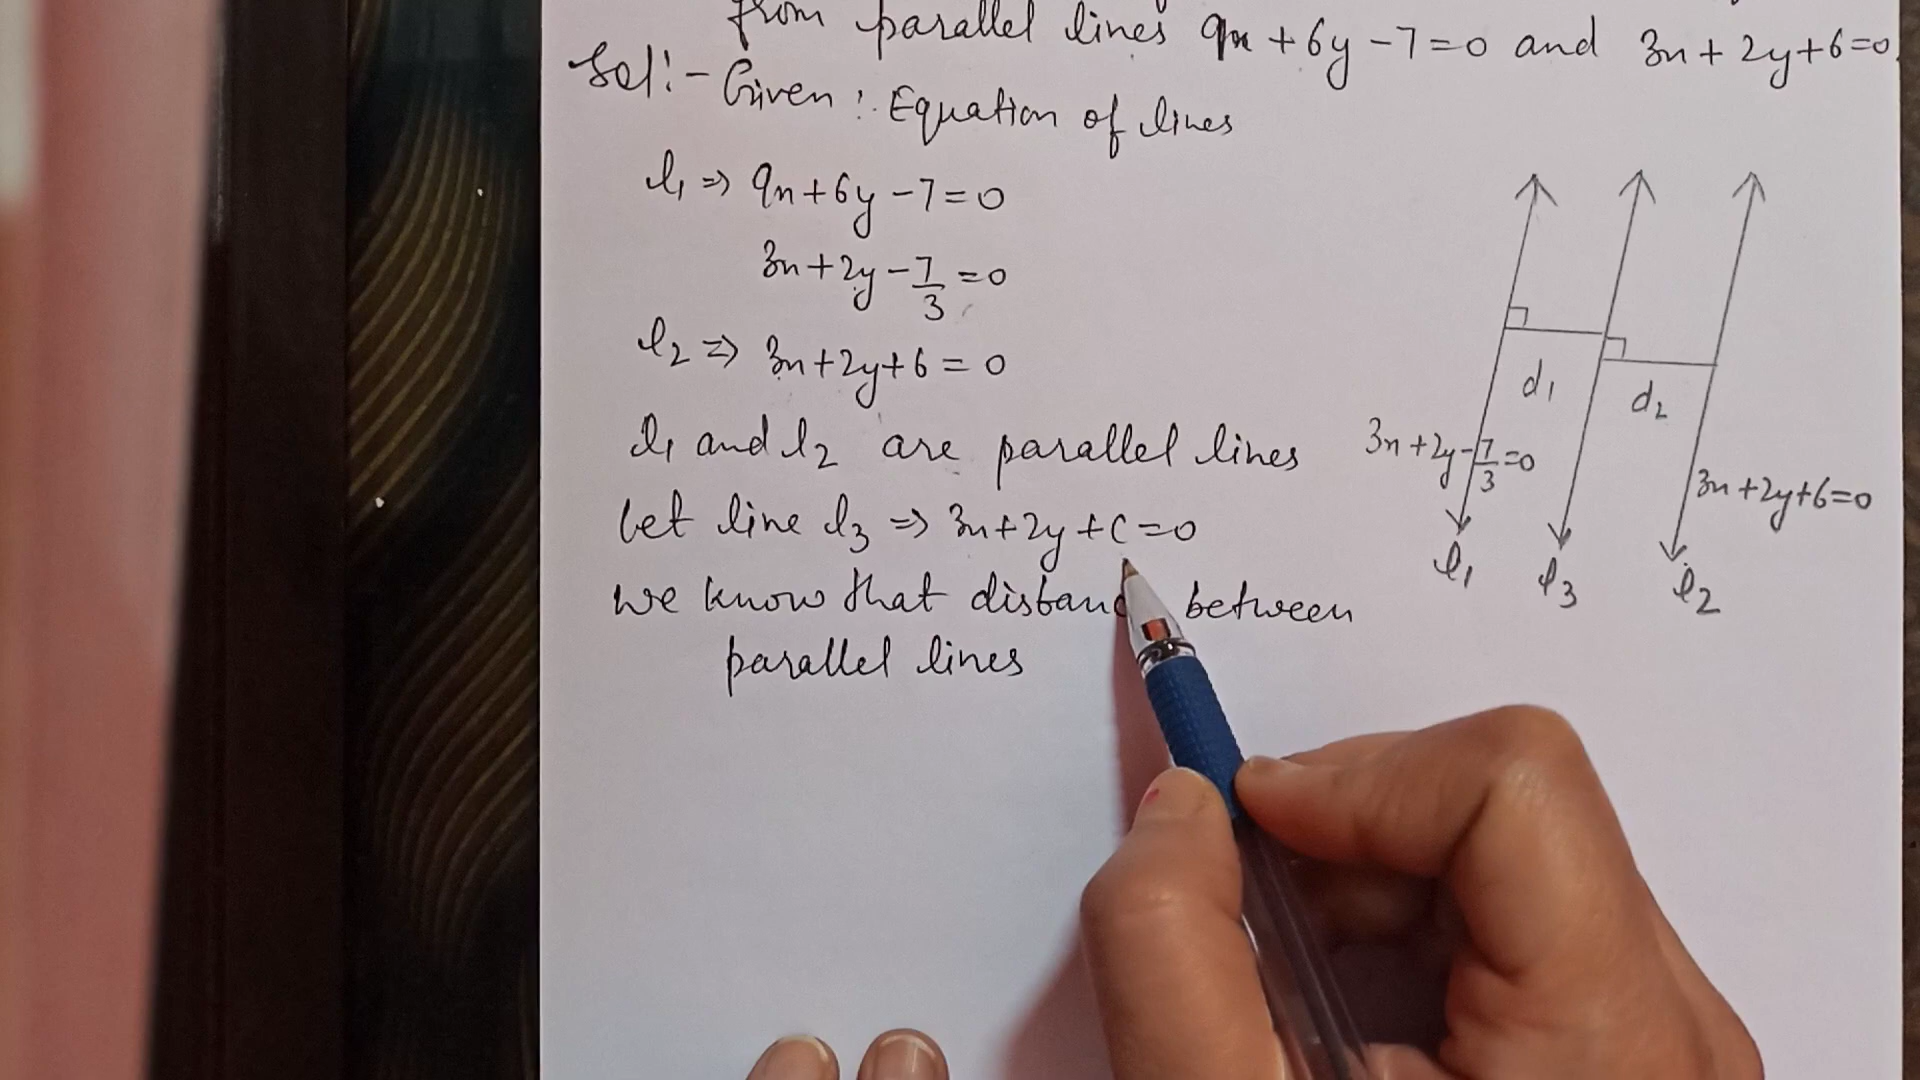 from parallel lines 9x + 6y - 7 = 0 and 3x + 2y + 6 = 0.
Sol:- Given: Equation of lines
l₁ ⇒ 9x + 6y - 7 = 0
3x + 2y - 7/3 = 0
l₂ ⇒ 3x + 2y + 6 = 0
l₁ and l₂ are parallel lines
Let line l₃ ⇒ 3x + 2y + C = 0
We know that distance between
parallel lines
d₁
d₂
3x + 2y - 7/3 = 0
3x + 2y + 6 = 0
l₁
l₃
l₂